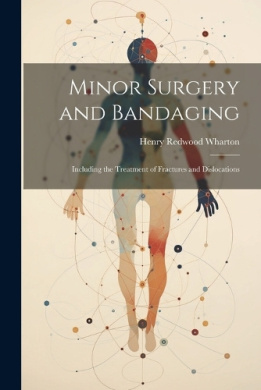 Minor Surgery
and Bandaging
Henry Redwood Wharton
Including the Treatment of Fractures and Dislocations